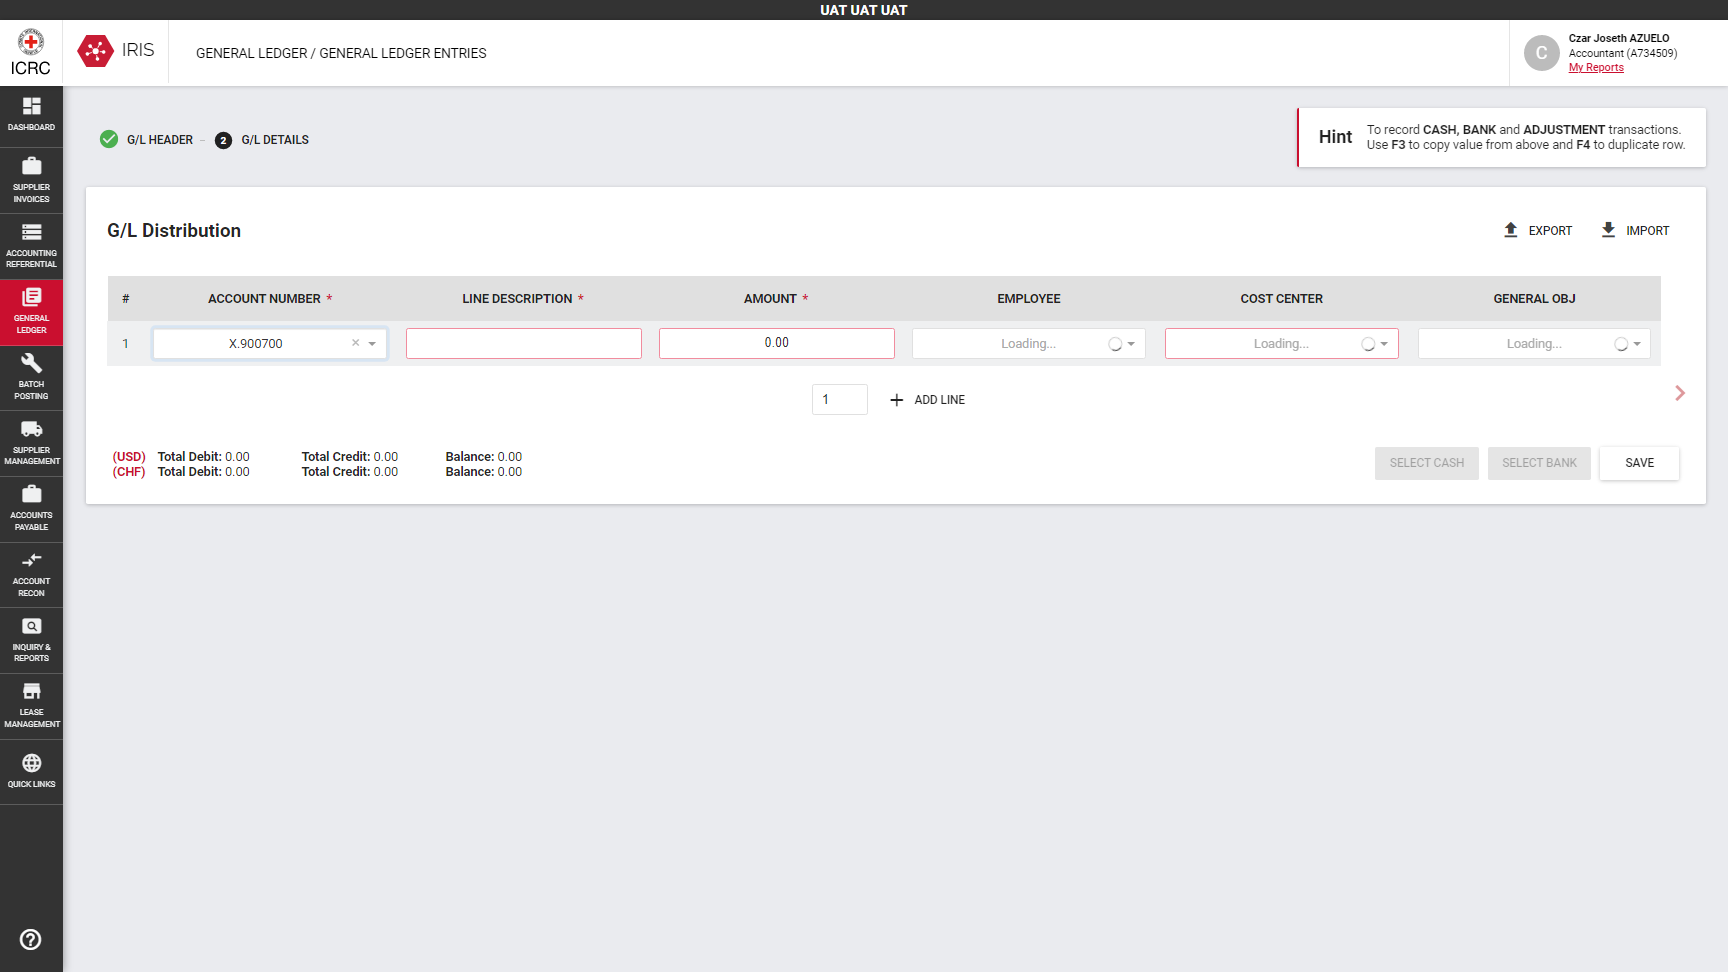 UAT UAT UAT
ICRC
IRIS
GENERAL LEDGER / GENERAL LEDGER ENTRIES
C
Czar Joseth AZUELO
Accountant (A734509)
My Reports
DASHBOARD
SUPPLIER
INVOICES
ACCOUNTING
REFERENTIAL
GENERAL
LEDGER
BATCH
POSTING
SUPPLIER
MANAGEMENT
ACCOUNTS
PAYABLE
ACCOUNT
RECON
INQUIRY &
REPORTS
LEASE
MANAGEMENT
QUICK LINKS
G/L HEADER
2 G/L DETAILS
Hint
To record CASH, BANK and ADJUSTMENT transactions.
Use F3 to copy value from above and F4 to duplicate row.
G/L Distribution
EXPORT
IMPORT
# ACCOUNT NUMBER * LINE DESCRIPTION * AMOUNT * EMPLOYEE COST CENTER GENERAL OBJ
1 X.900700 × 0.00 Loading... Loading... Loading...
1 + ADD LINE
(USD) Total Debit: 0.00 Total Credit: 0.00 Balance: 0.00
(CHF) Total Debit: 0.00 Total Credit: 0.00 Balance: 0.00
SELECT CASH SELECT BANK SAVE